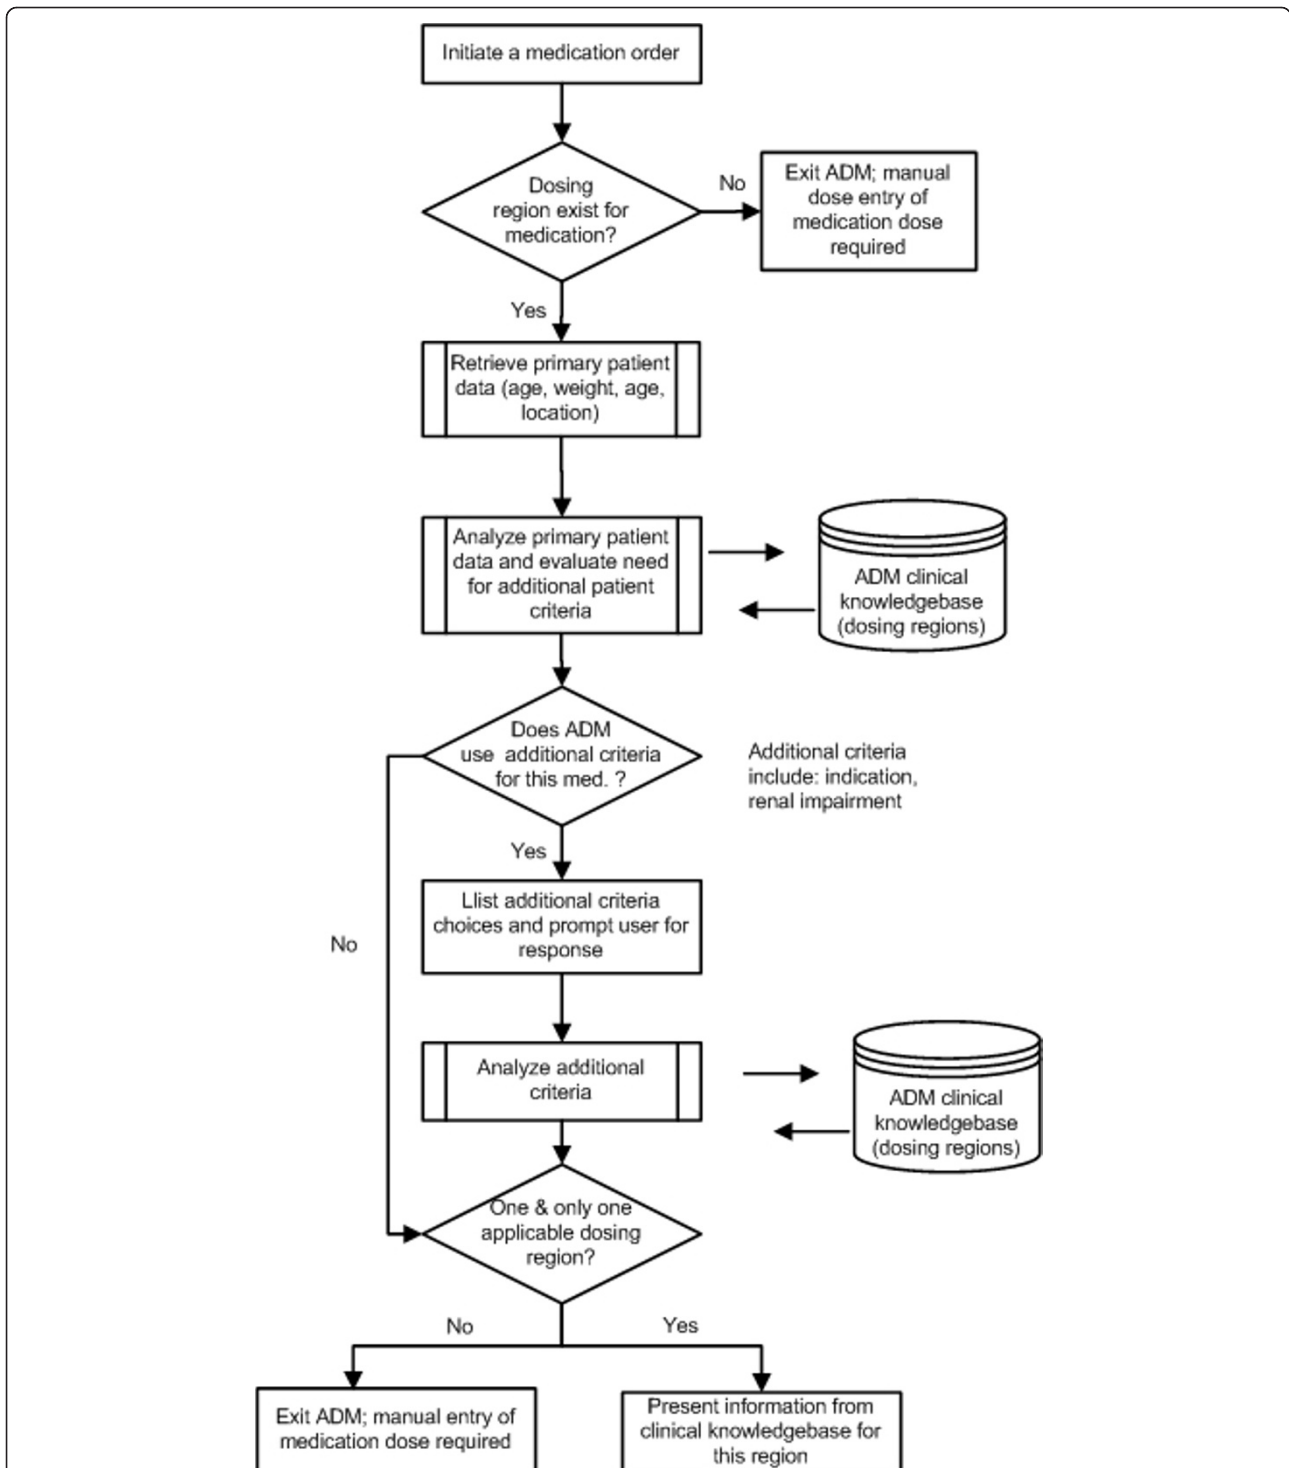 Initiate a medication order
Dosing
region exist for
medication?
No
Exit ADM; manual
dose entry of
medication dose
required
Yes
Retrieve primary patient
data (age, weight, age,
location)
Analyze primary patient
data and evaluate need
for additional patient
criteria
ADM clinical
knowledgebase
(dosing regions)
Does ADM
use additional criteria
for this med. ?
Additional criteria
include: indication,
renal impairment
Yes
Llist additional criteria
choices and prompt user for
response
No
Analyze additional
criteria
ADM clinical
knowledgebase
(dosing regions)
One & only one
applicable dosing
region?
No
Yes
Exit ADM; manual entry of
medication dose required
Present information from
clinical knowledgebase for
this region